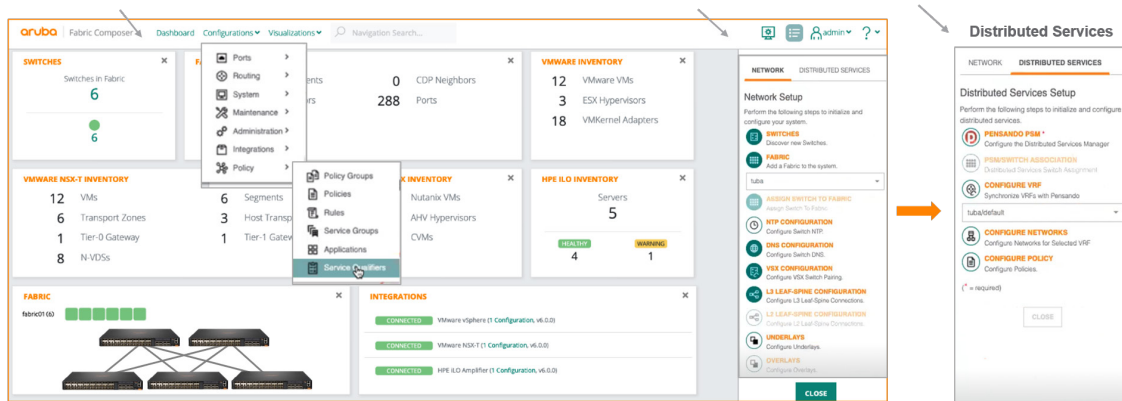 aruba Fabric Composer Dashboard Configurations Visualizations Navigation Search... admin ?
SWITCHES
Switches in Fabric
6
6
Ports
Routing
System
Maintenance
Administration
Integrations
Policy
0 CDP Neighbors
288 Ports
VMWARE INVENTORY
12 VMware VMs
3 ESX Hypervisors
18 VMKernel Adapters
Policy Groups
Policies
Rules
Service Groups
Applications
Service Qualifiers
VMWARE NSX-T INVENTORY
12 VMs
6 Transport Zones
1 Tier-0 Gateway
8 N-VDSs
6 Segments
3 Host Transp
1 Tier-1 Gatew
X INVENTORY
Nutanix VMs
AHV Hypervisors
CVMs
HPE ILO INVENTORY
Servers
5
HEALTHY WARNING
4 1
FABRIC
fabric01 (6)
INTEGRATIONS
CONNECTED VMware vSphere (1 Configuration, v6.0.0)
CONNECTED VMware NSX-T (1 Configuration, v6.0.0)
CONNECTED HPE iLO Amplifier (1 Configuration, v6.0.0)
NETWORK DISTRIBUTED SERVICES
Network Setup
Perform the following steps to initialize and
configure your system.
SWITCHES
Discover new Switches.
FABRIC
Add a Fabric to the system.
tuba
ASSIGN SWITCH TO FABRIC
Assign Switch To Fabric.
NTP CONFIGURATION
Configure Switch NTP.
DNS CONFIGURATION
Configure Switch DNS.
VSX CONFIGURATION
Configure VSX Switch Pairing.
L3 LEAF-SPINE CONFIGURATION
Configure L3 Leaf-Spine Connections.
L2 LEAF-SPINE CONFIGURATION
Configure L2 Leaf-Spine Connections.
UNDERLAYS
Configure Underlays.
OVERLAYS
Configure Overlays.
CLOSE
Distributed Services
NETWORK DISTRIBUTED SERVICES
Distributed Services Setup
Perform the following steps to initialize and configure
distributed services.
PENSANDO PSM *
Configure the Distributed Services Manager
PSM/SWITCH ASSOCIATION
Distributed Services Switch Assignment
CONFIGURE VRF
Synchronize VRFs with Pensando
tuba/default
CONFIGURE NETWORKS
Configure Networks for Selected VRF
CONFIGURE POLICY
Configure Policies.
(* = required)
CLOSE